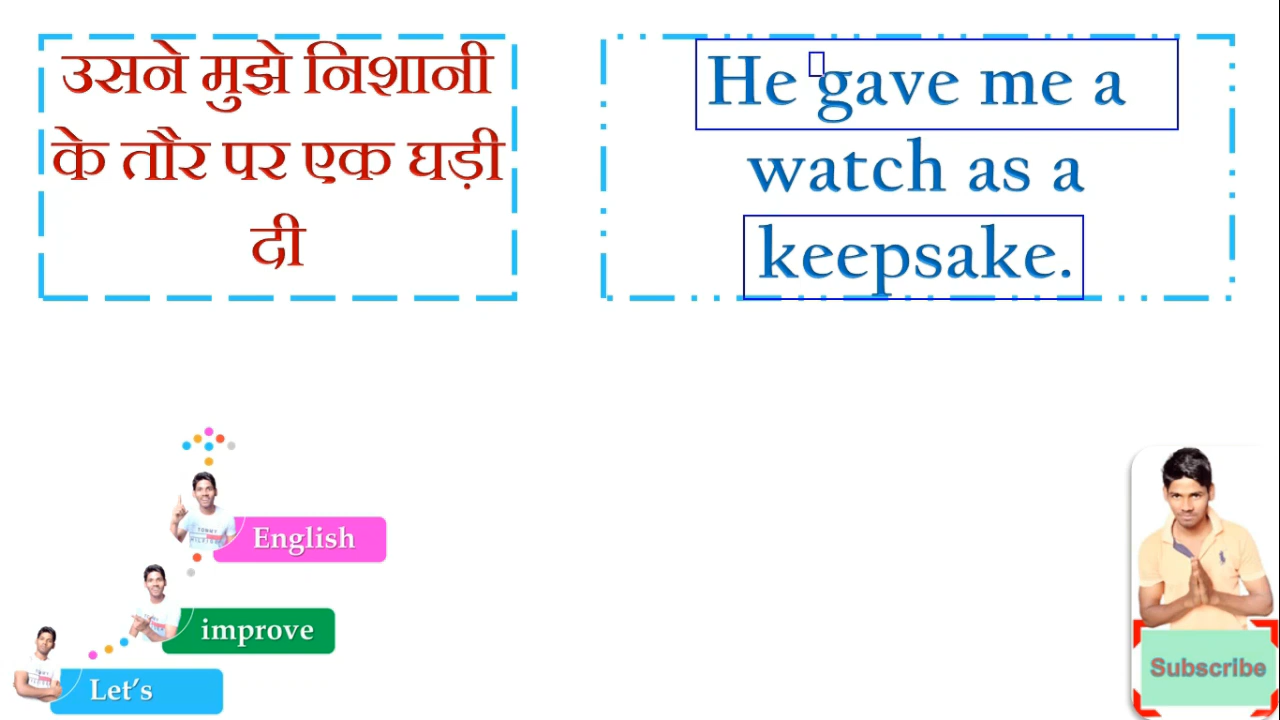 उसने मुझे निशानी
के तौर पर एक घड़ी
दी
He gave me a
watch as a
keepsake.
English
improve
Let's
Subscribe